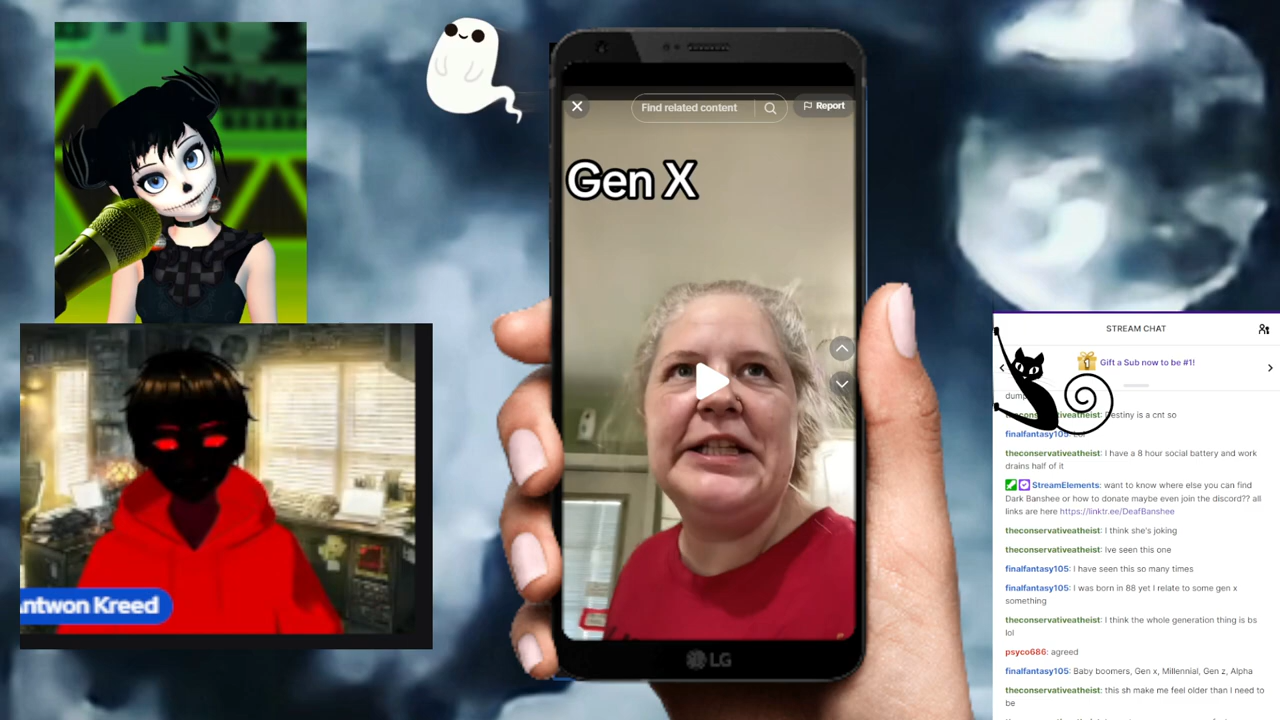 Find related content
Report
Gen X
LG
ntwon Kreed
STREAM CHAT
Gift a Sub now to be #1!
theconservativeatheist: Destiny is a cnt so
finalfantasy105: Lol
theconservativeatheist: I have a 8 hour social battery and work
drains half of it
StreamElements: want to know where else you can find
Dark Banshee or how to donate maybe even join the discord?? all
links are here https://linktr.ee/DeafBanshee
theconservativeatheist: I think she's joking
theconservativeatheist: Ive seen this one
finalfantasy105: I have seen this so many times
finalfantasy105: I was born in 88 yet I relate to some gen x
something
theconservativeatheist: I think the whole generation thing is bs
lol
psyco686: agreed
finalfantasy105: Baby boomers, Gen x, Millennial, Gen z, Alpha
theconservativeatheist: this sh make me feel older than I need to
be